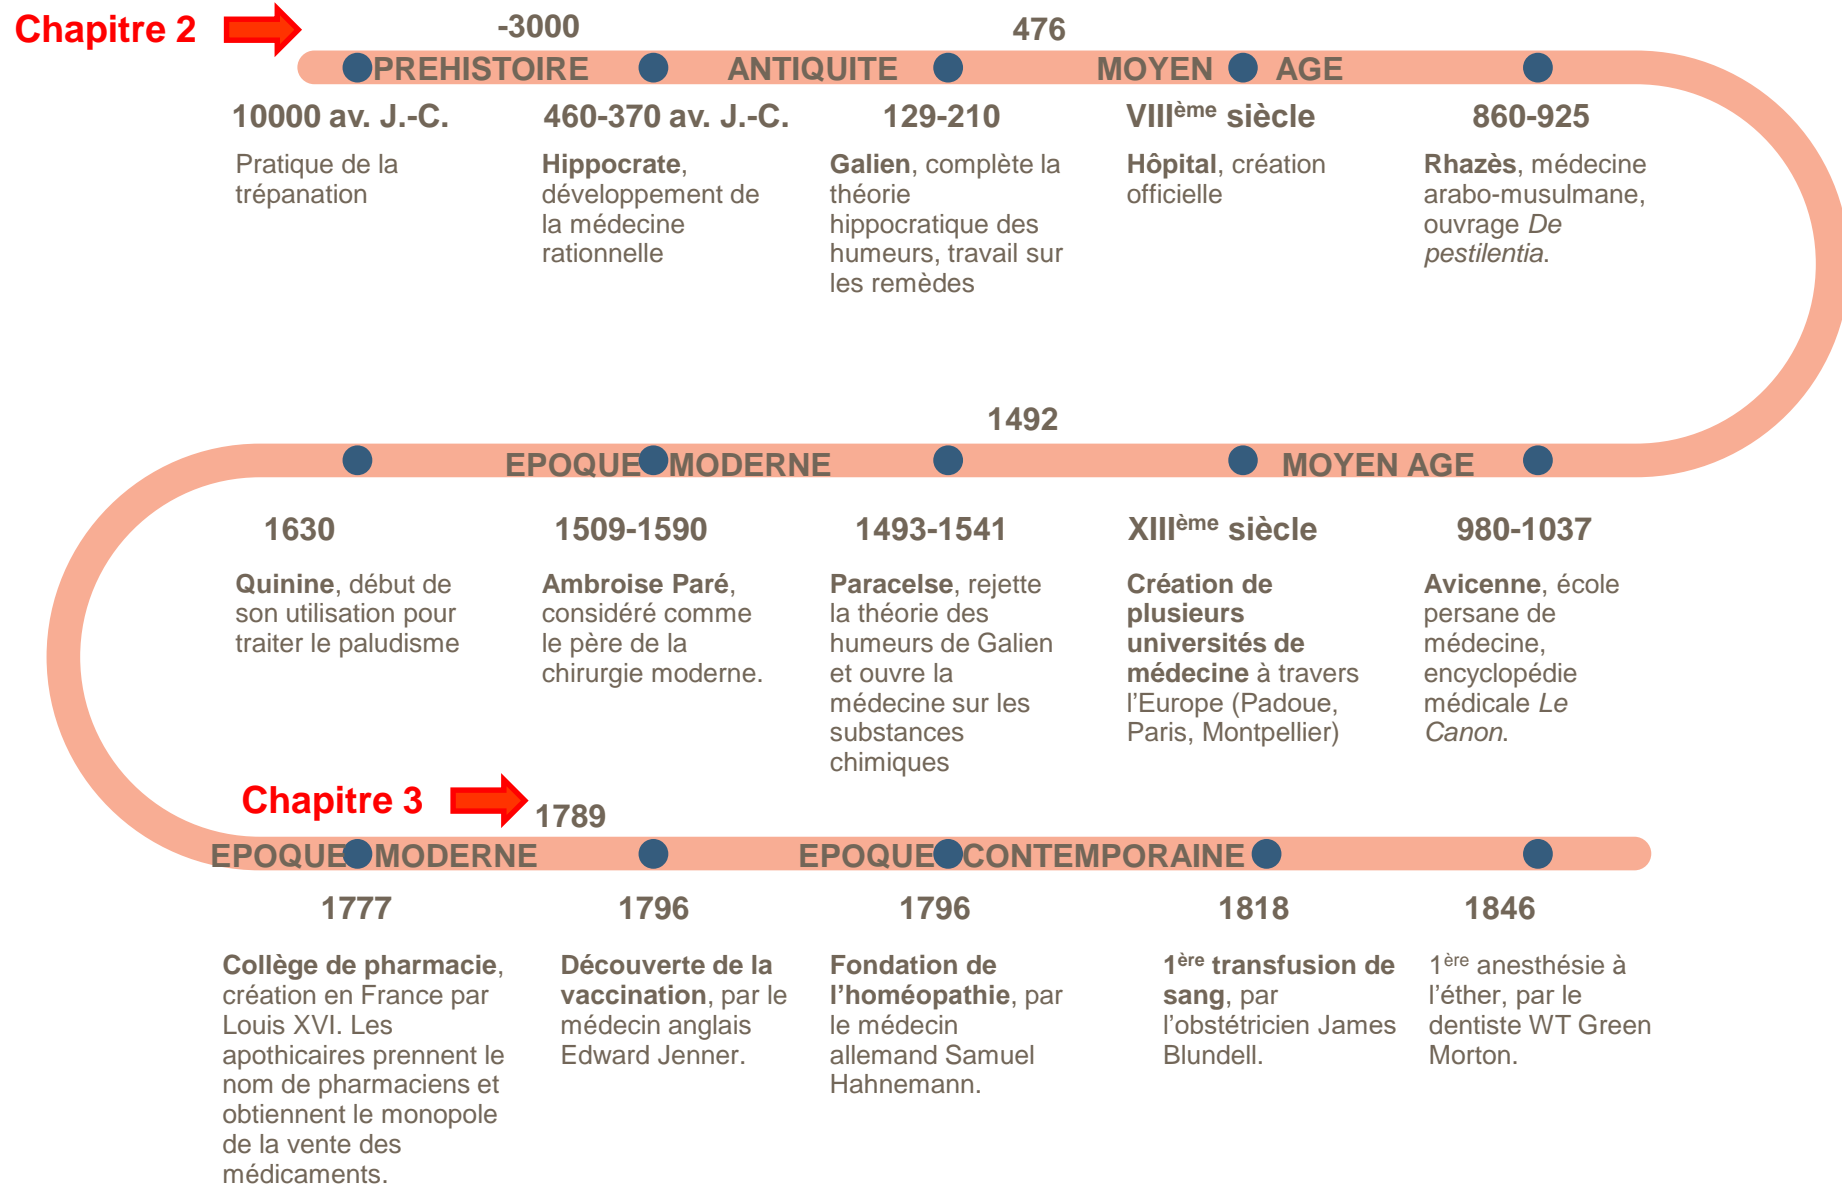 Chapitre 2
-3000
476
PREHISTOIRE
ANTIQUITE
MOYEN AGE
10000 av. J.-C.
Pratique de la
trépanation
460-370 av. J.-C.
Hippocrate,
développement de
la médecine
rationnelle
129-210
Galien, complète la
théorie
hippocratique des
humeurs, travail sur
les remèdes
VIIIème siècle
Hôpital, création
officielle
860-925
Rhazès, médecine
arabo-musulmane,
ouvrage De
pestilentia.
1492
EPOQUE MODERNE
MOYEN AGE
1630
Quinine, début de
son utilisation pour
traiter le paludisme
1509-1590
Ambroise Paré,
considéré comme
le père de la
chirurgie moderne.
1493-1541
Paracelse, rejette
la théorie des
humeurs de Galien
et ouvre la
médecine sur les
substances
chimiques
XIIIème siècle
Création de
plusieurs
universités de
médecine à travers
l’Europe (Padoue,
Paris, Montpellier)
980-1037
Avicenne, école
persane de
médecine,
encyclopédie
médicale Le
Canon.
Chapitre 3
1789
EPOQUE MODERNE
EPOQUE CONTEMPORAINE
1777
Collège de pharmacie,
création en France par
Louis XVI. Les
apothicaires prennent le
nom de pharmaciens et
obtiennent le monopole
de la vente des
médicaments.
1796
Découverte de la
vaccination, par le
médecin anglais
Edward Jenner.
1796
Fondation de
l’homéopathie, par
le médecin
allemand Samuel
Hahnemann.
1818
1ère transfusion de
sang, par
l’obstétricien James
Blundell.
1846
1ère anesthésie à
l’éther, par le
dentiste WT Green
Morton.